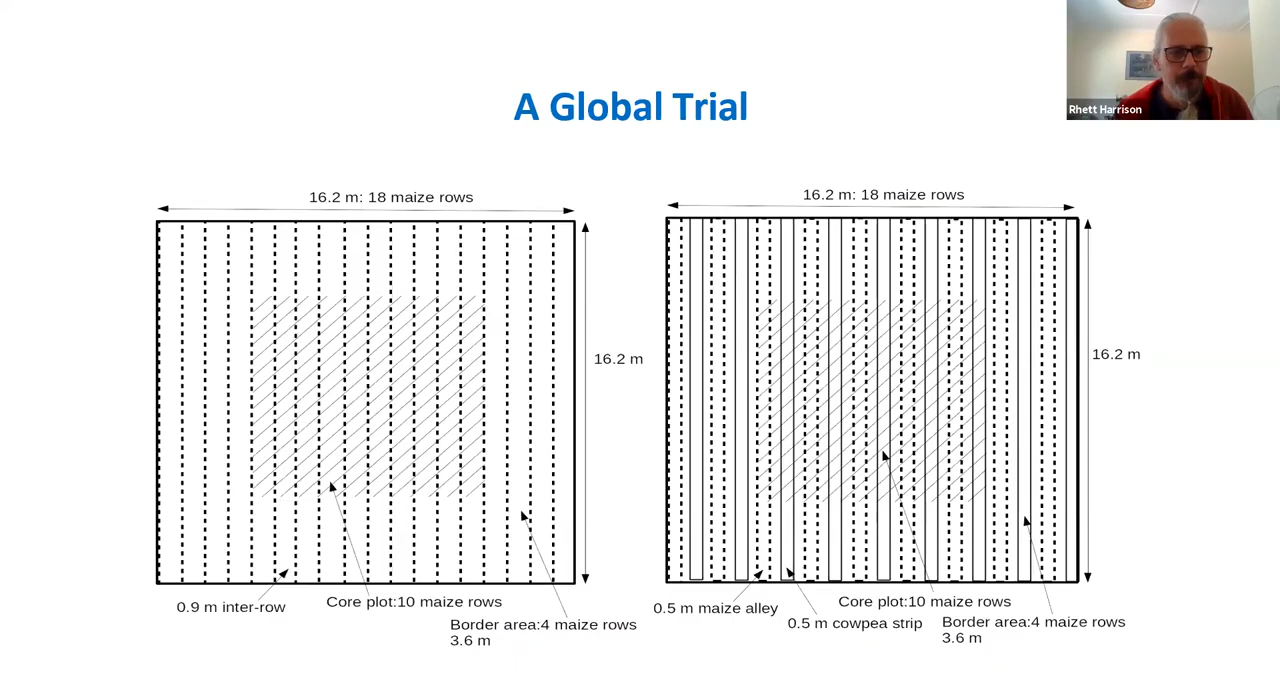 Rhett Harrison
A Global Trial
16.2 m: 18 maize rows
16.2 m
0.9 m inter-row
Core plot:10 maize rows
Border area:4 maize rows
3.6 m
16.2 m: 18 maize rows
16.2 m
0.5 m maize alley
0.5 m cowpea strip
Core plot:10 maize rows
Border area:4 maize rows
3.6 m